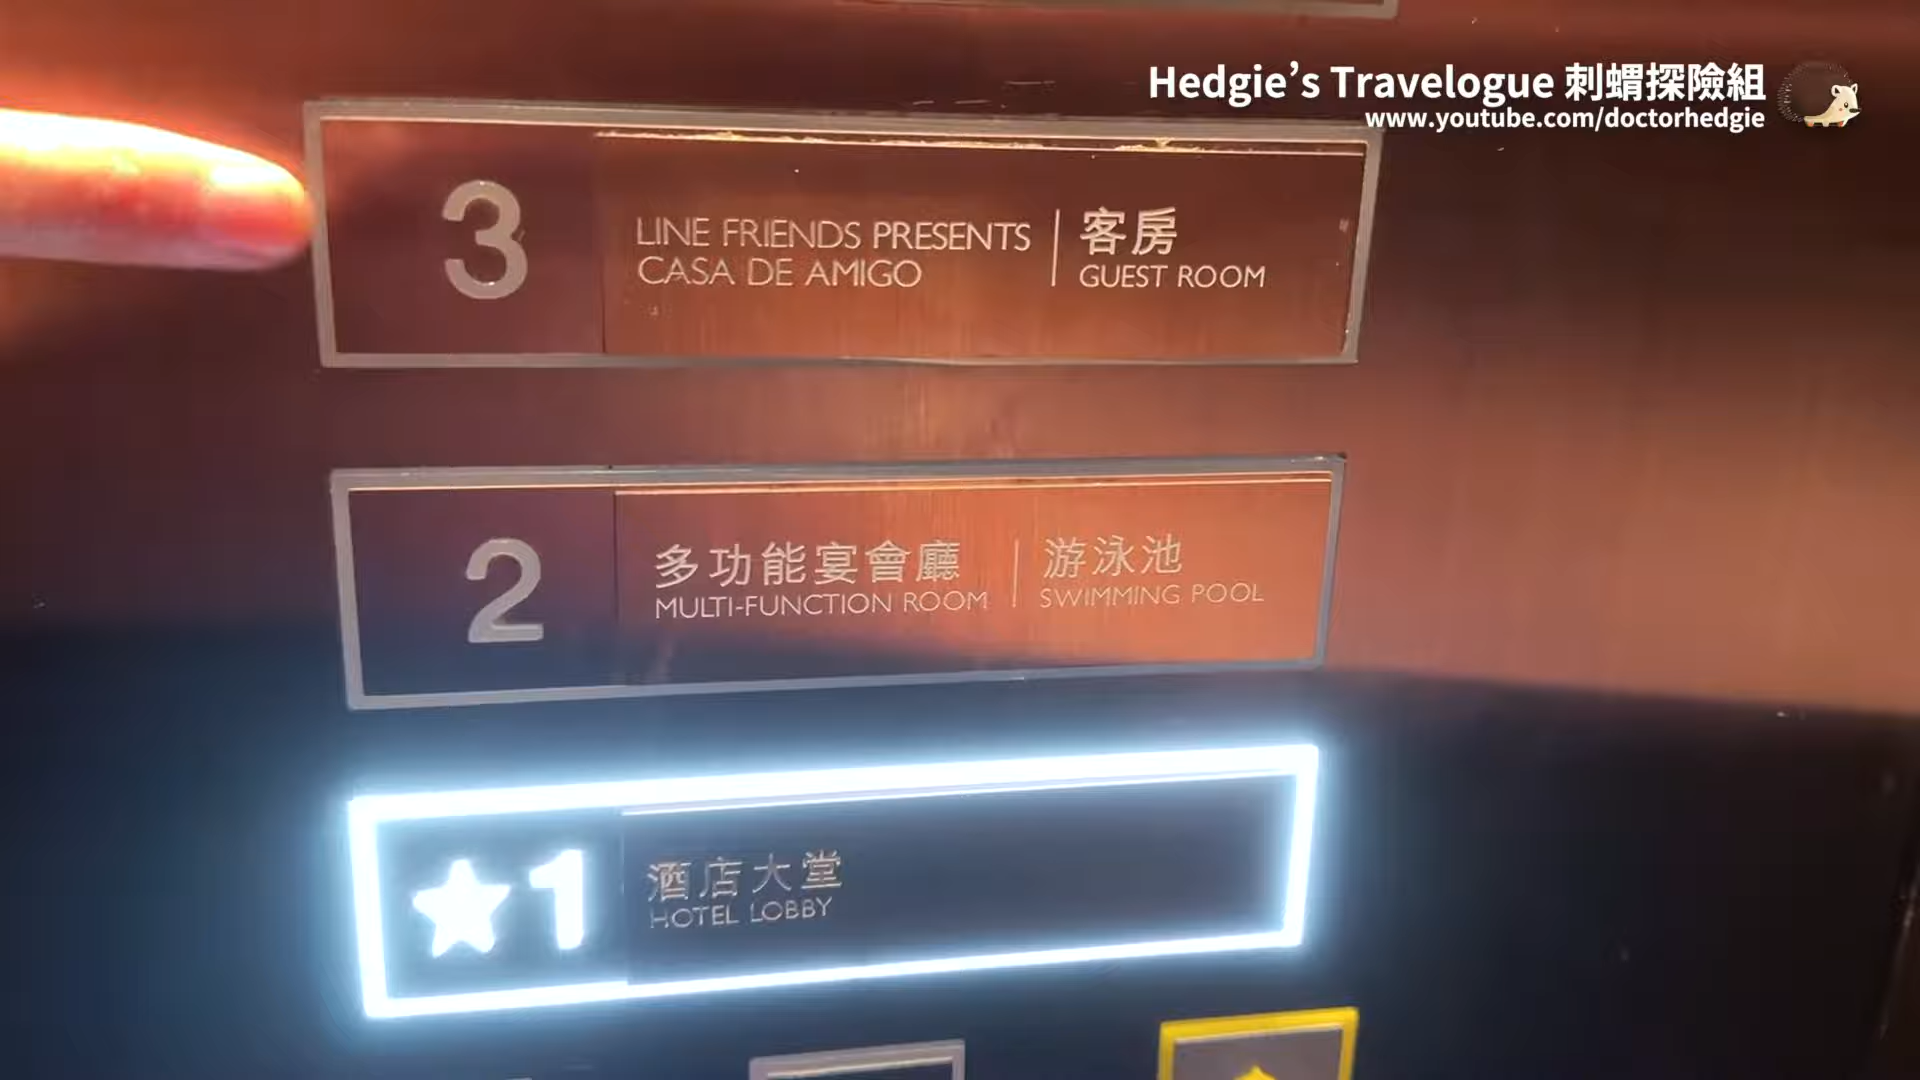 Hedgie's Travelogue 刺蝟探險組
www.youtube.com/doctorhedgie
3
LINE FRIENDS PRESENTS
CASA DE AMIGO
客房
GUEST ROOM
2
多功能宴會廳
MULTI-FUNCTION ROOM
游泳池
SWIMMING POOL
★1
酒店大堂
HOTEL LOBBY